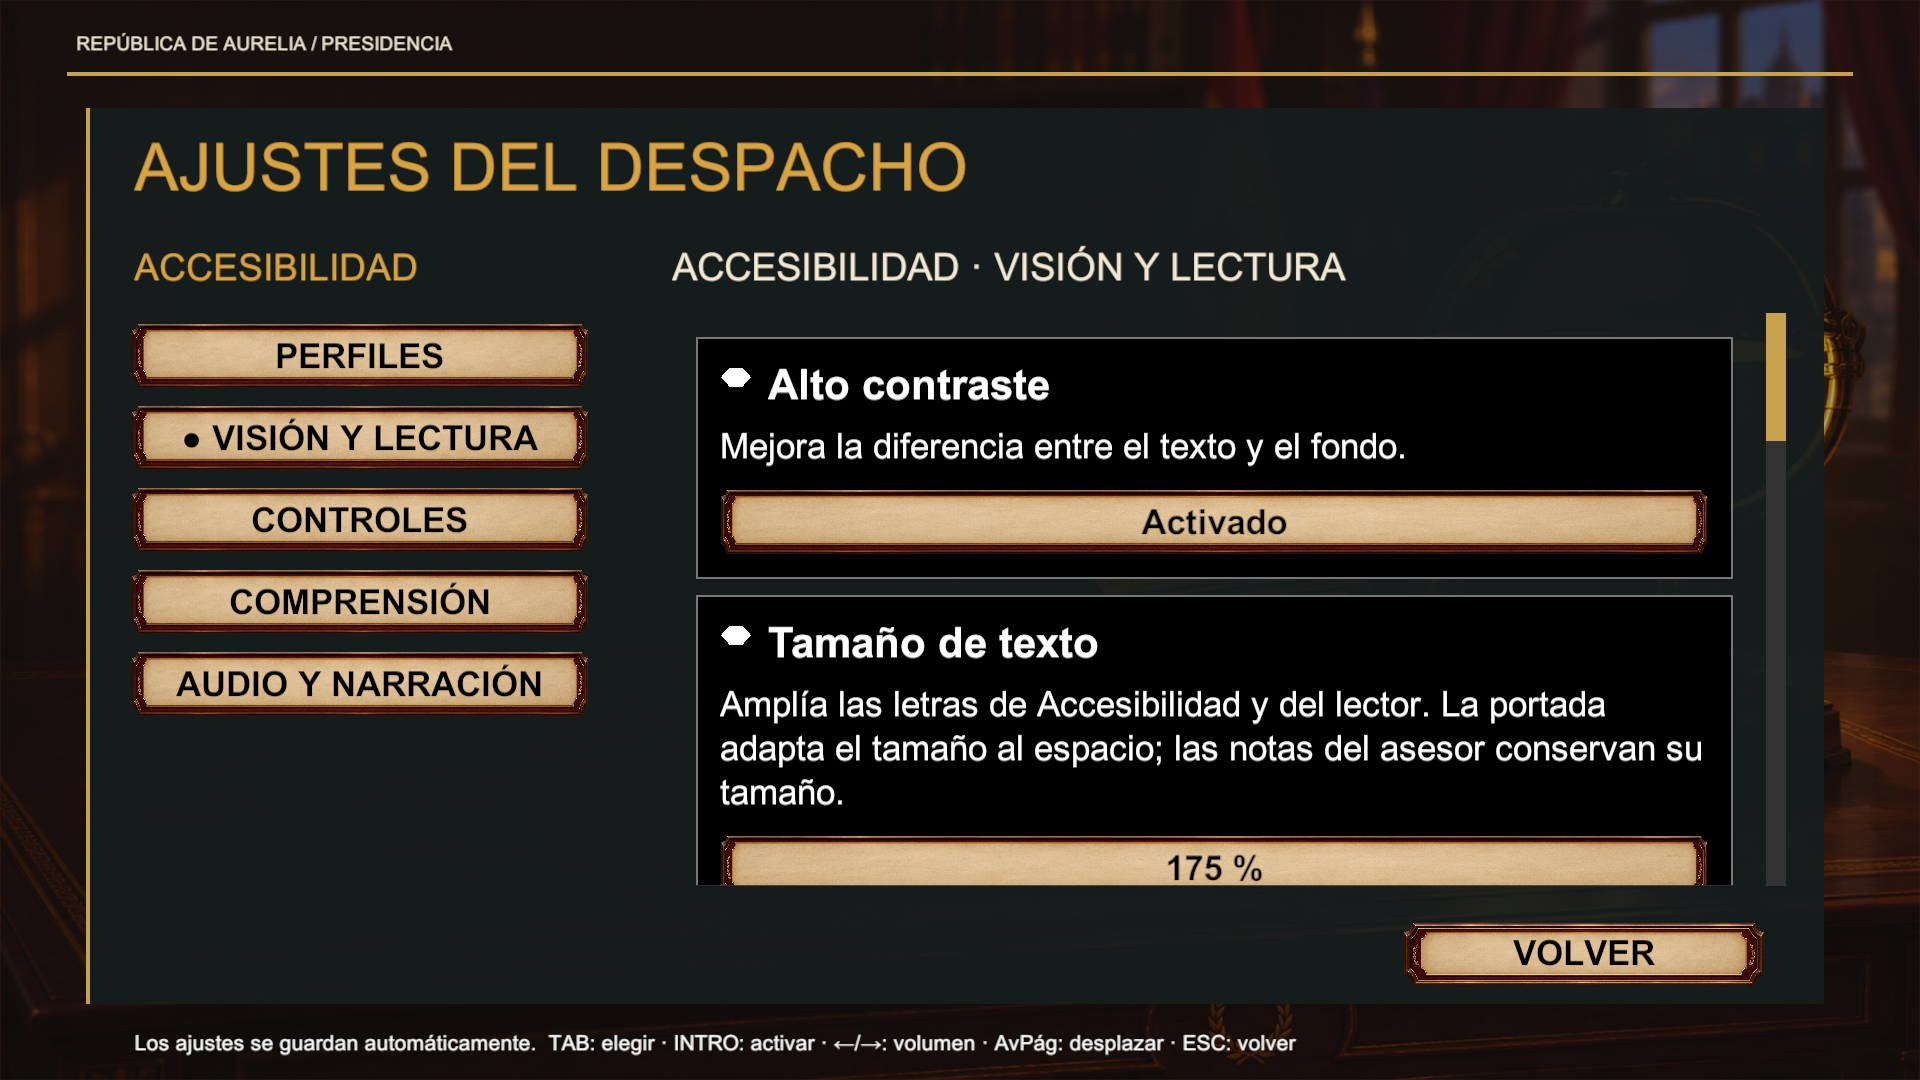 REPÚBLICA DE AURELIA / PRESIDENCIA
AJUSTES DEL DESPACHO
ACCESIBILIDAD
PERFILES
● VISIÓN Y LECTURA
CONTROLES
COMPRENSIÓN
AUDIO Y NARRACIÓN
ACCESIBILIDAD · VISIÓN Y LECTURA
Alto contraste
Mejora la diferencia entre el texto y el fondo.
Activado
Tamaño de texto
Amplía las letras de Accesibilidad y del lector. La portada
adapta el tamaño al espacio; las notas del asesor conservan su
tamaño.
175 %
VOLVER
Los ajustes se guardan automáticamente. TAB: elegir · INTRO: activar · ←/→: volumen · AvPág: desplazar · ESC: volver